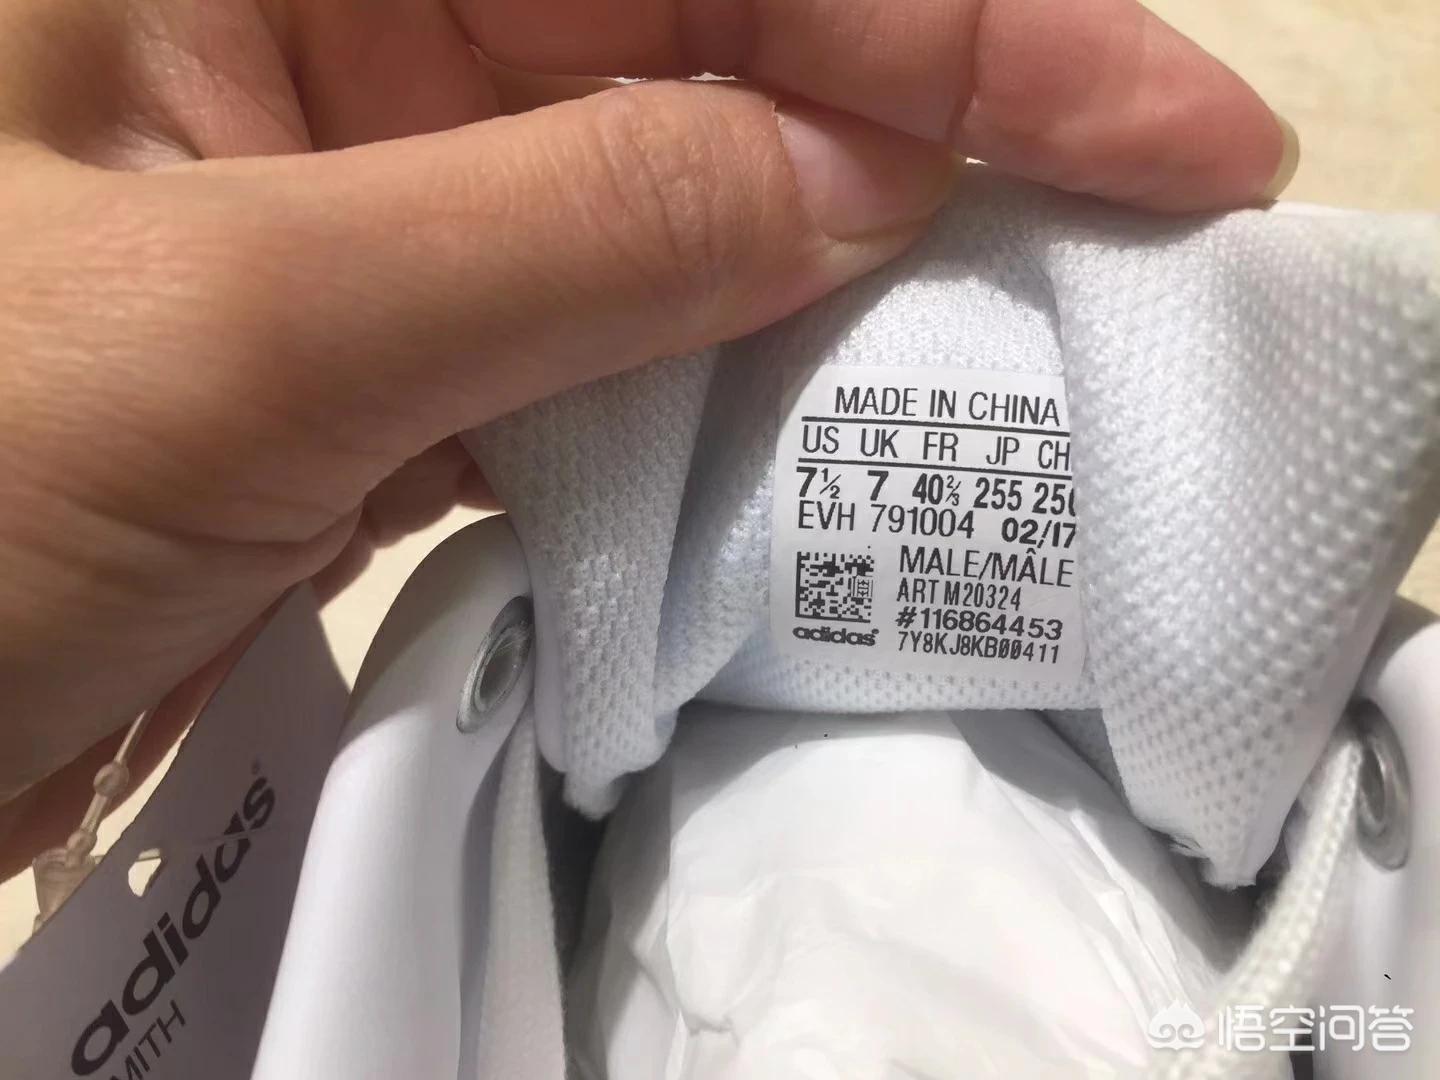 MADE IN CHINA
US UK FR JP CH
7½ 7 40⅔ 255 250
EVH 791004 02/17
MALE/MÂLE
ART M20324
#116864453
7Y8KJ8KB00411
adidas
adidas
MITH
悟空问答